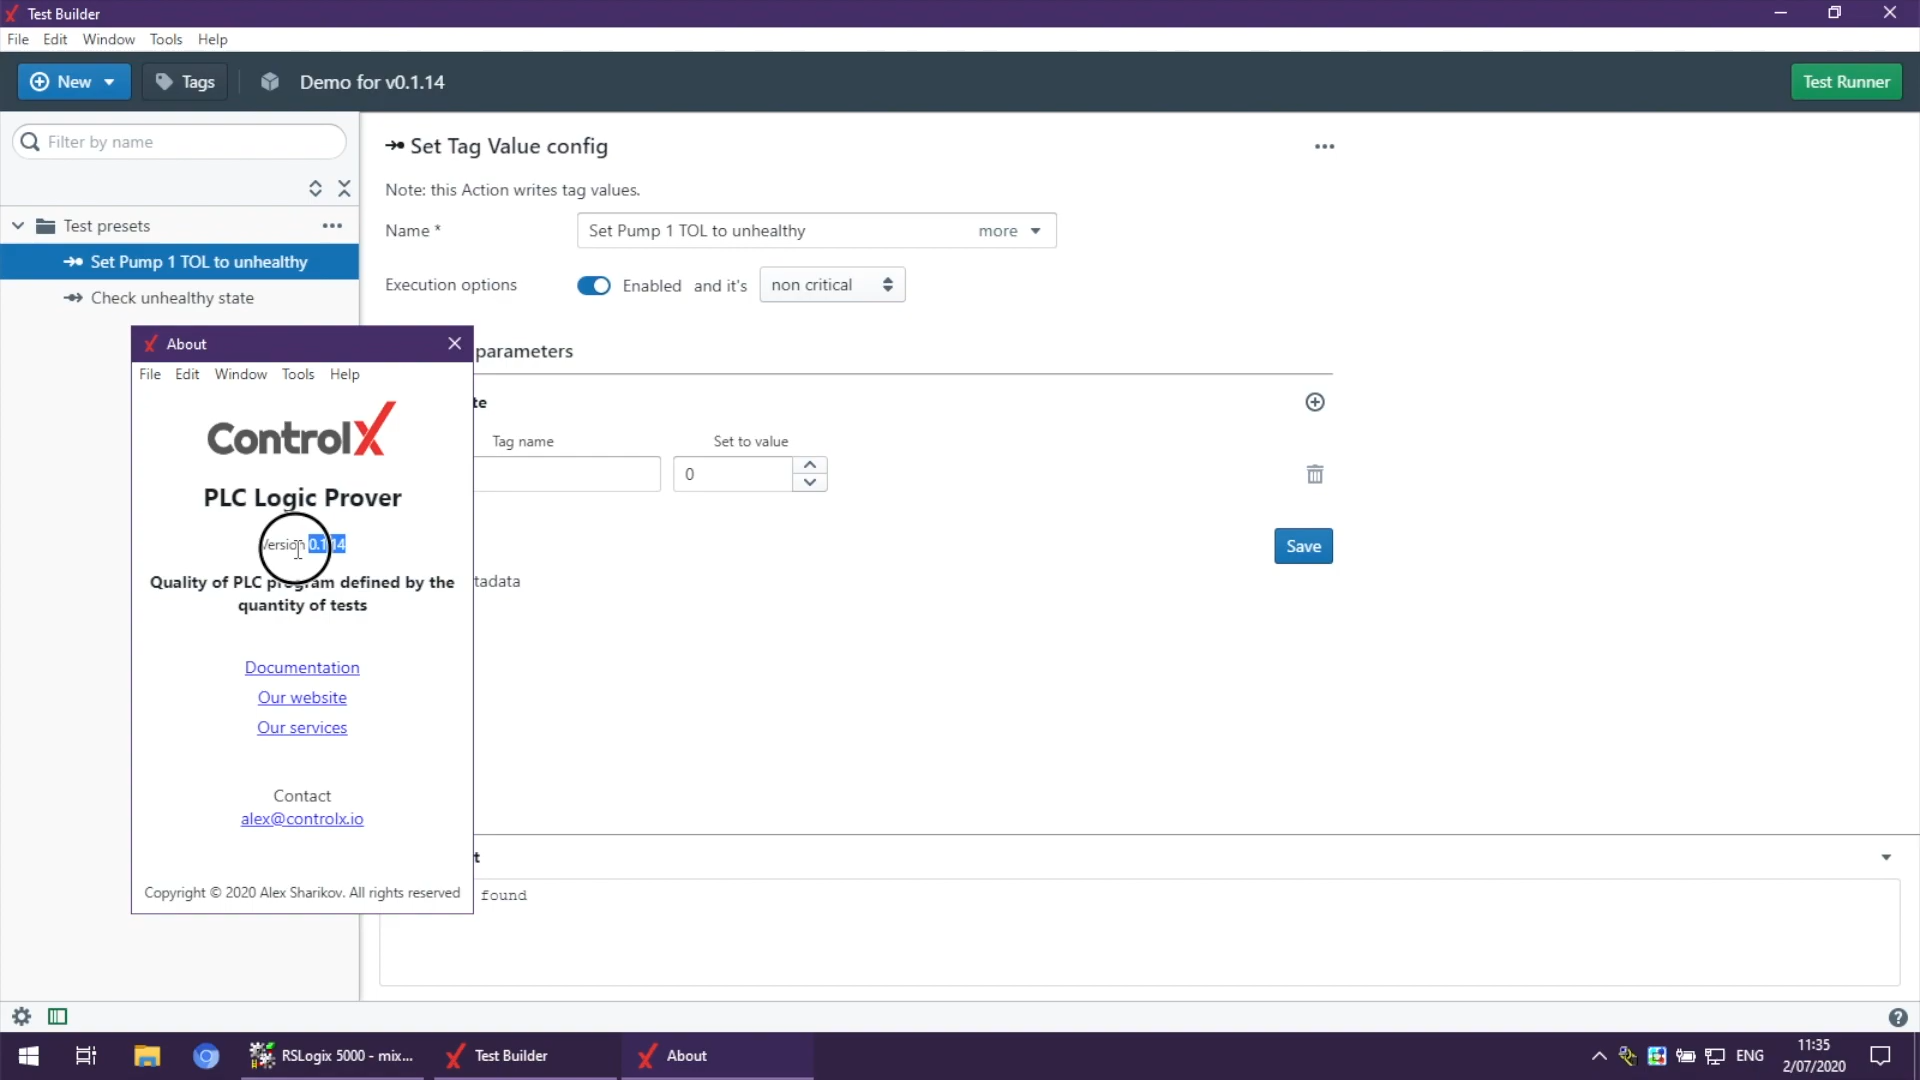 Test Builder
File Edit Window Tools Help
New Tags Demo for v0.1.14 Test Runner
Filter by name
Set Tag Value config
Note: this Action writes tag values.
Test presets
Name * Set Pump 1 TOL to unhealthy more
Set Pump 1 TOL to unhealthy
Execution options Enabled and it's non critical
Check unhealthy state
About
parameters
File Edit Window Tools Help
te
ControlX
Tag name Set to value
0
PLC Logic Prover
Version 0.1.14
Save
Quality of PLC program defined by the
quantity of tests
tadata
Documentation
Our website
Our services
Contact
alex@controlx.io
t
Copyright © 2020 Alex Sharikov. All rights reserved
found
RSLogix 5000 - mix... Test Builder About ENG
11:35
2/07/2020